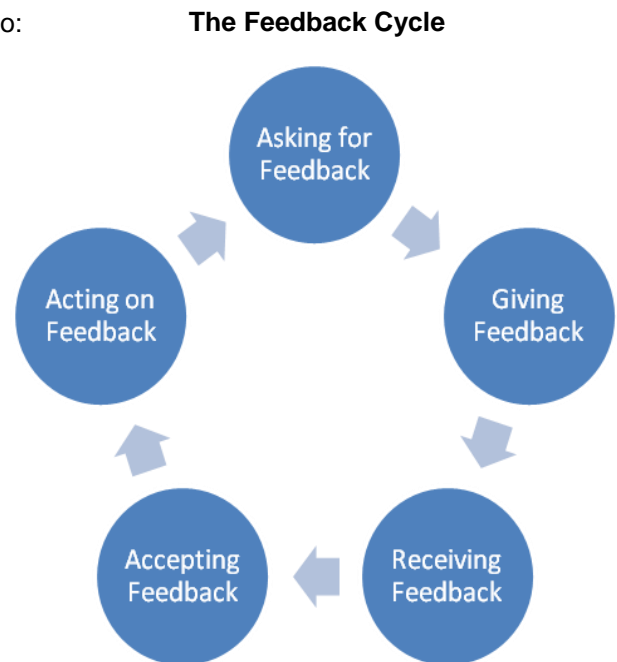 o:
The Feedback Cycle
Asking for
Feedback
Giving
Feedback
Receiving
Feedback
Accepting
Feedback
Acting on
Feedback